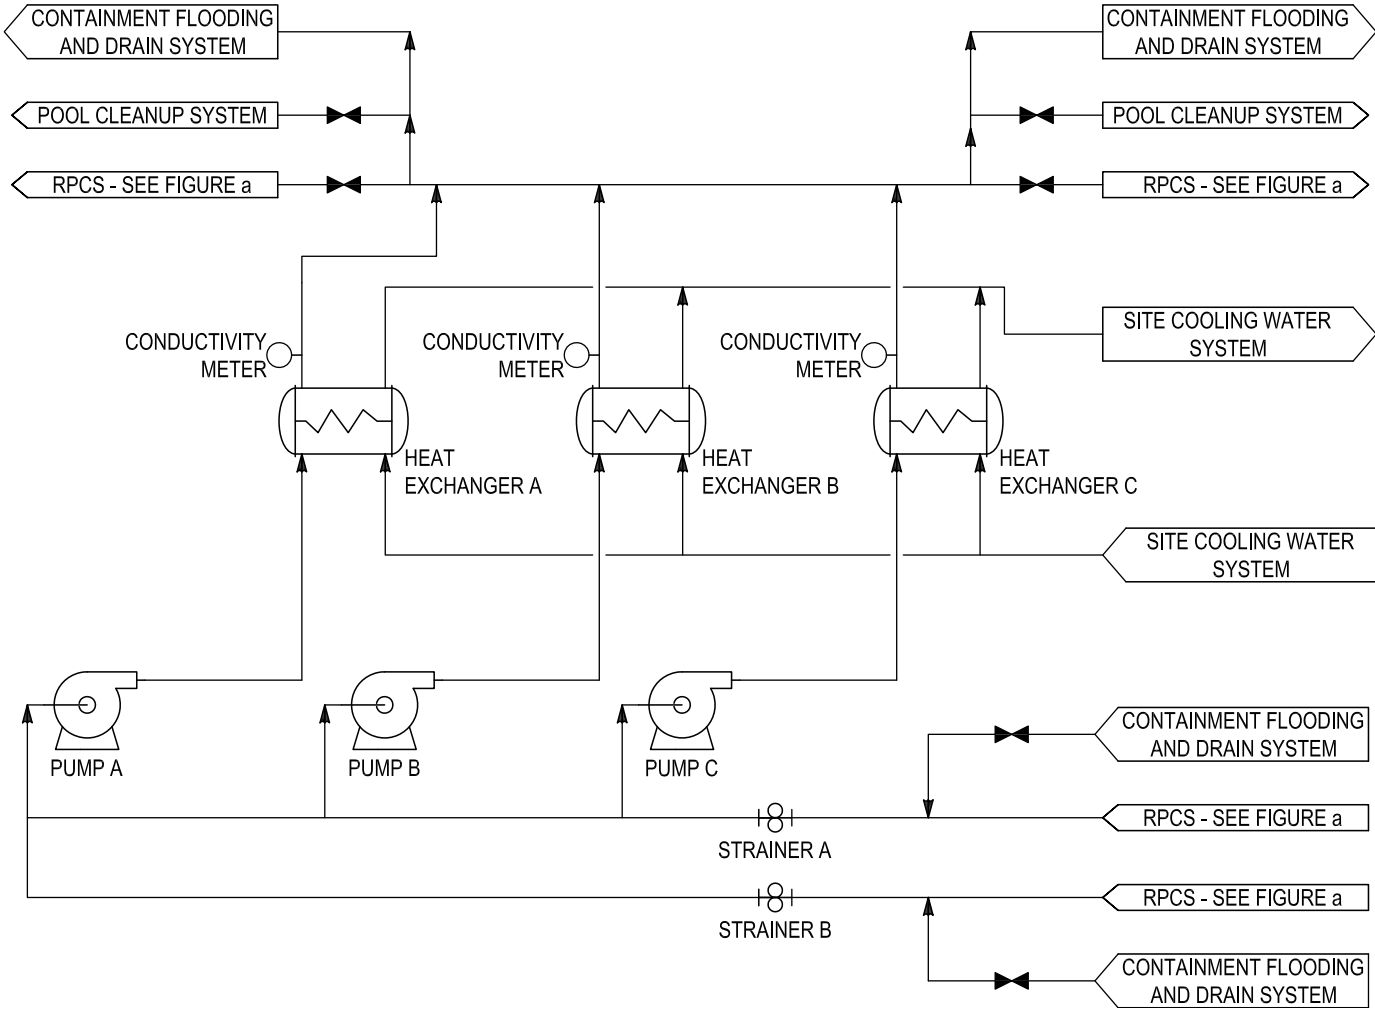 CONTAINMENT FLOODING
AND DRAIN SYSTEM
CONTAINMENT FLOODING
AND DRAIN SYSTEM
POOL CLEANUP SYSTEM
POOL CLEANUP SYSTEM
RPCS - SEE FIGURE a
RPCS - SEE FIGURE a
SITE COOLING WATER
SYSTEM
CONDUCTIVITY
METER
CONDUCTIVITY
METER
CONDUCTIVITY
METER
HEAT
EXCHANGER A
HEAT
EXCHANGER B
HEAT
EXCHANGER C
SITE COOLING WATER
SYSTEM
PUMP A
PUMP B
PUMP C
CONTAINMENT FLOODING
AND DRAIN SYSTEM
RPCS - SEE FIGURE a
STRAINER A
RPCS - SEE FIGURE a
STRAINER B
CONTAINMENT FLOODING
AND DRAIN SYSTEM